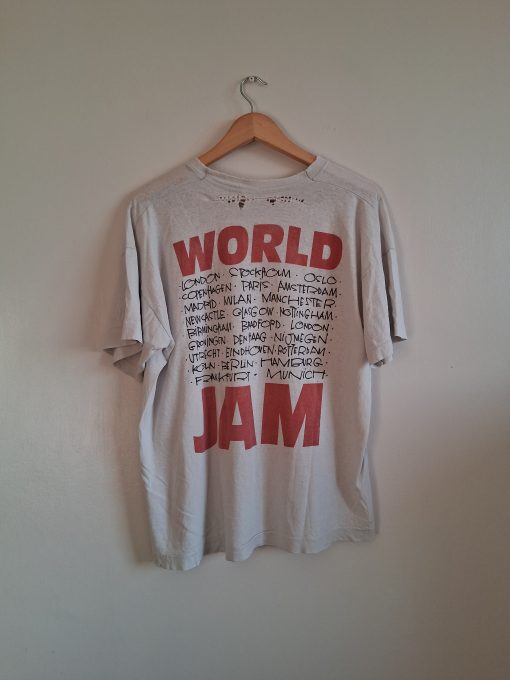 WORLD
LONDON · STOCKHOLM · OSLO
COPENHAGEN · PARIS · AMSTERDAM ·
MADRID · MILAN · MANCHESTER
NEWCASTLE · GLASGOW · NOTTINGHAM ·
BIRMINGHAM · BRADFORD · LONDON ·
GRONINGEN · DEN HAAG · NIJMEGEN
UTRECHT · EINDHOVEN · ROTTERDAM ·
KÖLN · BERLIN · HAMBURG ·
· FRANKFURT · MUNICH ·
JAM